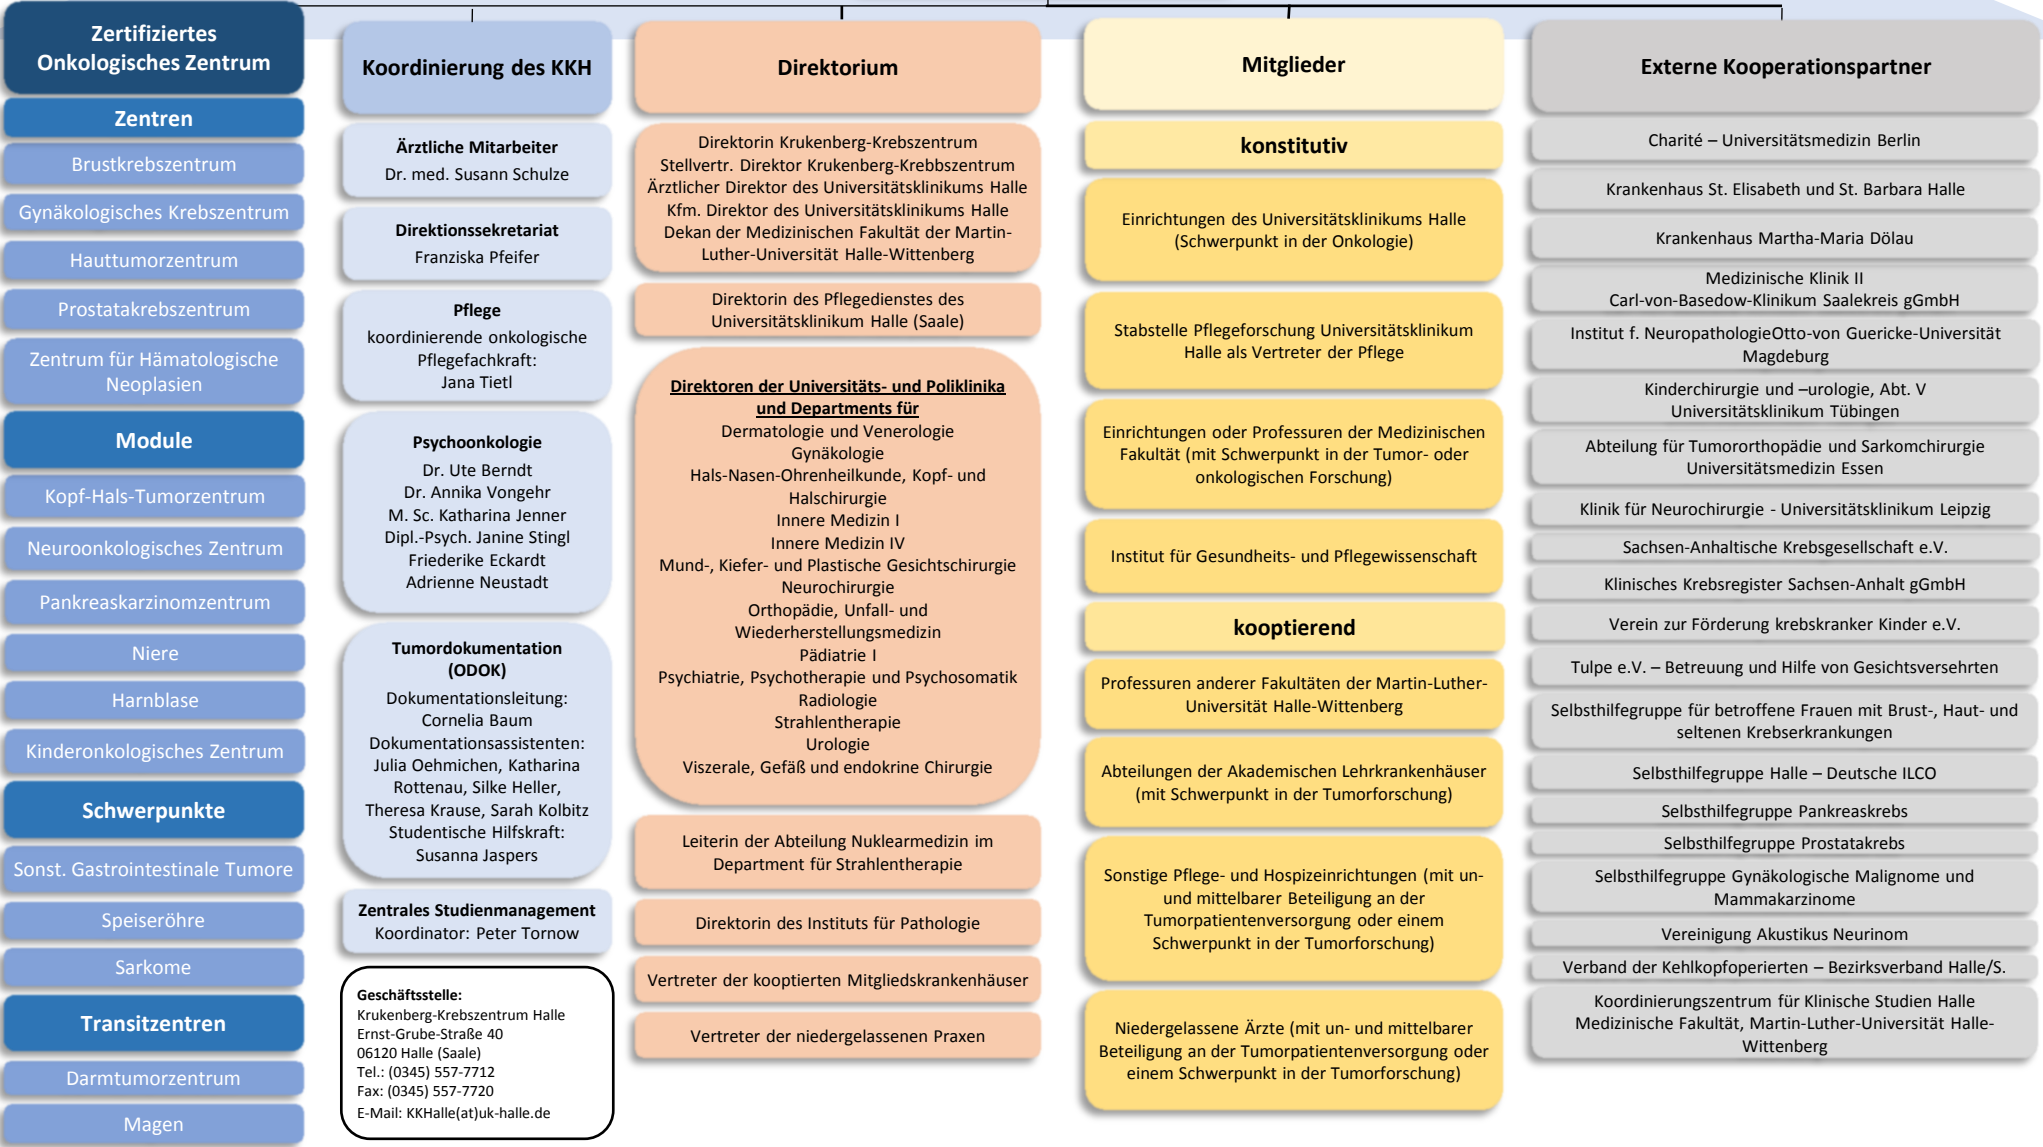 Zertifiziertes
Onkologisches Zentrum
Zentren
Brustkrebszentrum
Gynäkologisches Krebszentrum
Hauttumorzentrum
Prostatakrebszentrum
Zentrum für Hämatologische
Neoplasien
Module
Kopf-Hals-Tumorzentrum
Neuroonkologisches Zentrum
Pankreaskarzinomzentrum
Niere
Harnblase
Kinderonkologisches Zentrum
Schwerpunkte
Sonst. Gastrointestinale Tumore
Speiseröhre
Sarkome
Transitzentren
Darmtumorzentrum
Magen
Koordinierung des KKH
Ärztliche Mitarbeiter
Dr. med. Susann Schulze
Direktionssekretariat
Franziska Pfeifer
Pflege
koordinierende onkologische
Pflegefachkraft:
Jana Tietl
Psychoonkologie
Dr. Ute Berndt
Dr. Annika Vongehr
M. Sc. Katharina Jenner
Dipl.-Psych. Janine Stingl
Friederike Eckardt
Adrienne Neustadt
Tumordokumentation
(ODOK)
Dokumentationsleitung:
Cornelia Baum
Dokumentationsassistenten:
Julia Oehmichen, Katharina
Rottenau, Silke Heller,
Theresa Krause, Sarah Kolbitz
Studentische Hilfskraft:
Susanna Jaspers
Zentrales Studienmanagement
Koordinator: Peter Tornow
Geschäftsstelle:
Krukenberg-Krebszentrum Halle
Ernst-Grube-Straße 40
06120 Halle (Saale)
Tel.: (0345) 557-7712
Fax: (0345) 557-7720
E-Mail: KKHalle(at)uk-halle.de
Direktorium
Direktorin Krukenberg-Krebszentrum
Stellvertr. Direktor Krukenberg-Krebbszentrum
Ärztlicher Direktor des Universitätsklinikums Halle
Kfm. Direktor des Universitätsklinikums Halle
Dekan der Medizinischen Fakultät der Martin-
Luther-Universität Halle-Wittenberg
Direktorin des Pflegedienstes des
Universitätsklinikum Halle (Saale)
Direktoren der Universitäts- und Poliklinika
und Departments für
Dermatologie und Venerologie
Gynäkologie
Hals-Nasen-Ohrenheilkunde, Kopf- und
Halschirurgie
Innere Medizin I
Innere Medizin IV
Mund-, Kiefer- und Plastische Gesichtschirurgie
Neurochirurgie
Orthopädie, Unfall- und
Wiederherstellungsmedizin
Pädiatrie I
Psychiatrie, Psychotherapie und Psychosomatik
Radiologie
Strahlentherapie
Urologie
Viszerale, Gefäß und endokrine Chirurgie
Leiterin der Abteilung Nuklearmedizin im
Department für Strahlentherapie
Direktorin des Instituts für Pathologie
Vertreter der kooptierten Mitgliedskrankenhäuser
Vertreter der niedergelassenen Praxen
Mitglieder
konstitutiv
Einrichtungen des Universitätsklinikums Halle
(Schwerpunkt in der Onkologie)
Stabstelle Pflegeforschung Universitätsklinikum
Halle als Vertreter der Pflege
Einrichtungen oder Professuren der Medizinischen
Fakultät (mit Schwerpunkt in der Tumor- oder
onkologischen Forschung)
Institut für Gesundheits- und Pflegewissenschaft
kooptierend
Professuren anderer Fakultäten der Martin-Luther-
Universität Halle-Wittenberg
Abteilungen der Akademischen Lehrkrankenhäuser
(mit Schwerpunkt in der Tumorforschung)
Sonstige Pflege- und Hospizeinrichtungen (mit un-
und mittelbarer Beteiligung an der
Tumorpatientenversorgung oder einem
Schwerpunkt in der Tumorforschung)
Niedergelassene Ärzte (mit un- und mittelbarer
Beteiligung an der Tumorpatientenversorgung oder
einem Schwerpunkt in der Tumorforschung)
Externe Kooperationspartner
Charité – Universitätsmedizin Berlin
Krankenhaus St. Elisabeth und St. Barbara Halle
Krankenhaus Martha-Maria Dölau
Medizinische Klinik II
Carl-von-Basedow-Klinikum Saalekreis gGmbH
Institut f. NeuropathologieOtto-von Guericke-Universität
Magdeburg
Kinderchirurgie und –urologie, Abt. V
Universitätsklinikum Tübingen
Abteilung für Tumororthopädie und Sarkomchirurgie
Universitätsmedizin Essen
Klinik für Neurochirurgie - Universitätsklinikum Leipzig
Sachsen-Anhaltische Krebsgesellschaft e.V.
Klinisches Krebsregister Sachsen-Anhalt gGmbH
Verein zur Förderung krebskranker Kinder e.V.
Tulpe e.V. – Betreuung und Hilfe von Gesichtsversehrten
Selbsthilfegruppe für betroffene Frauen mit Brust-, Haut- und
seltenen Krebserkrankungen
Selbsthilfegruppe Halle – Deutsche ILCO
Selbsthilfegruppe Pankreaskrebs
Selbsthilfegruppe Prostatakrebs
Selbsthilfegruppe Gynäkologische Malignome und
Mammakarzinome
Vereinigung Akustikus Neurinom
Verband der Kehlkopfoperierten – Bezirksverband Halle/S.
Koordinierungszentrum für Klinische Studien Halle
Medizinische Fakultät, Martin-Luther-Universität Halle-
Wittenberg